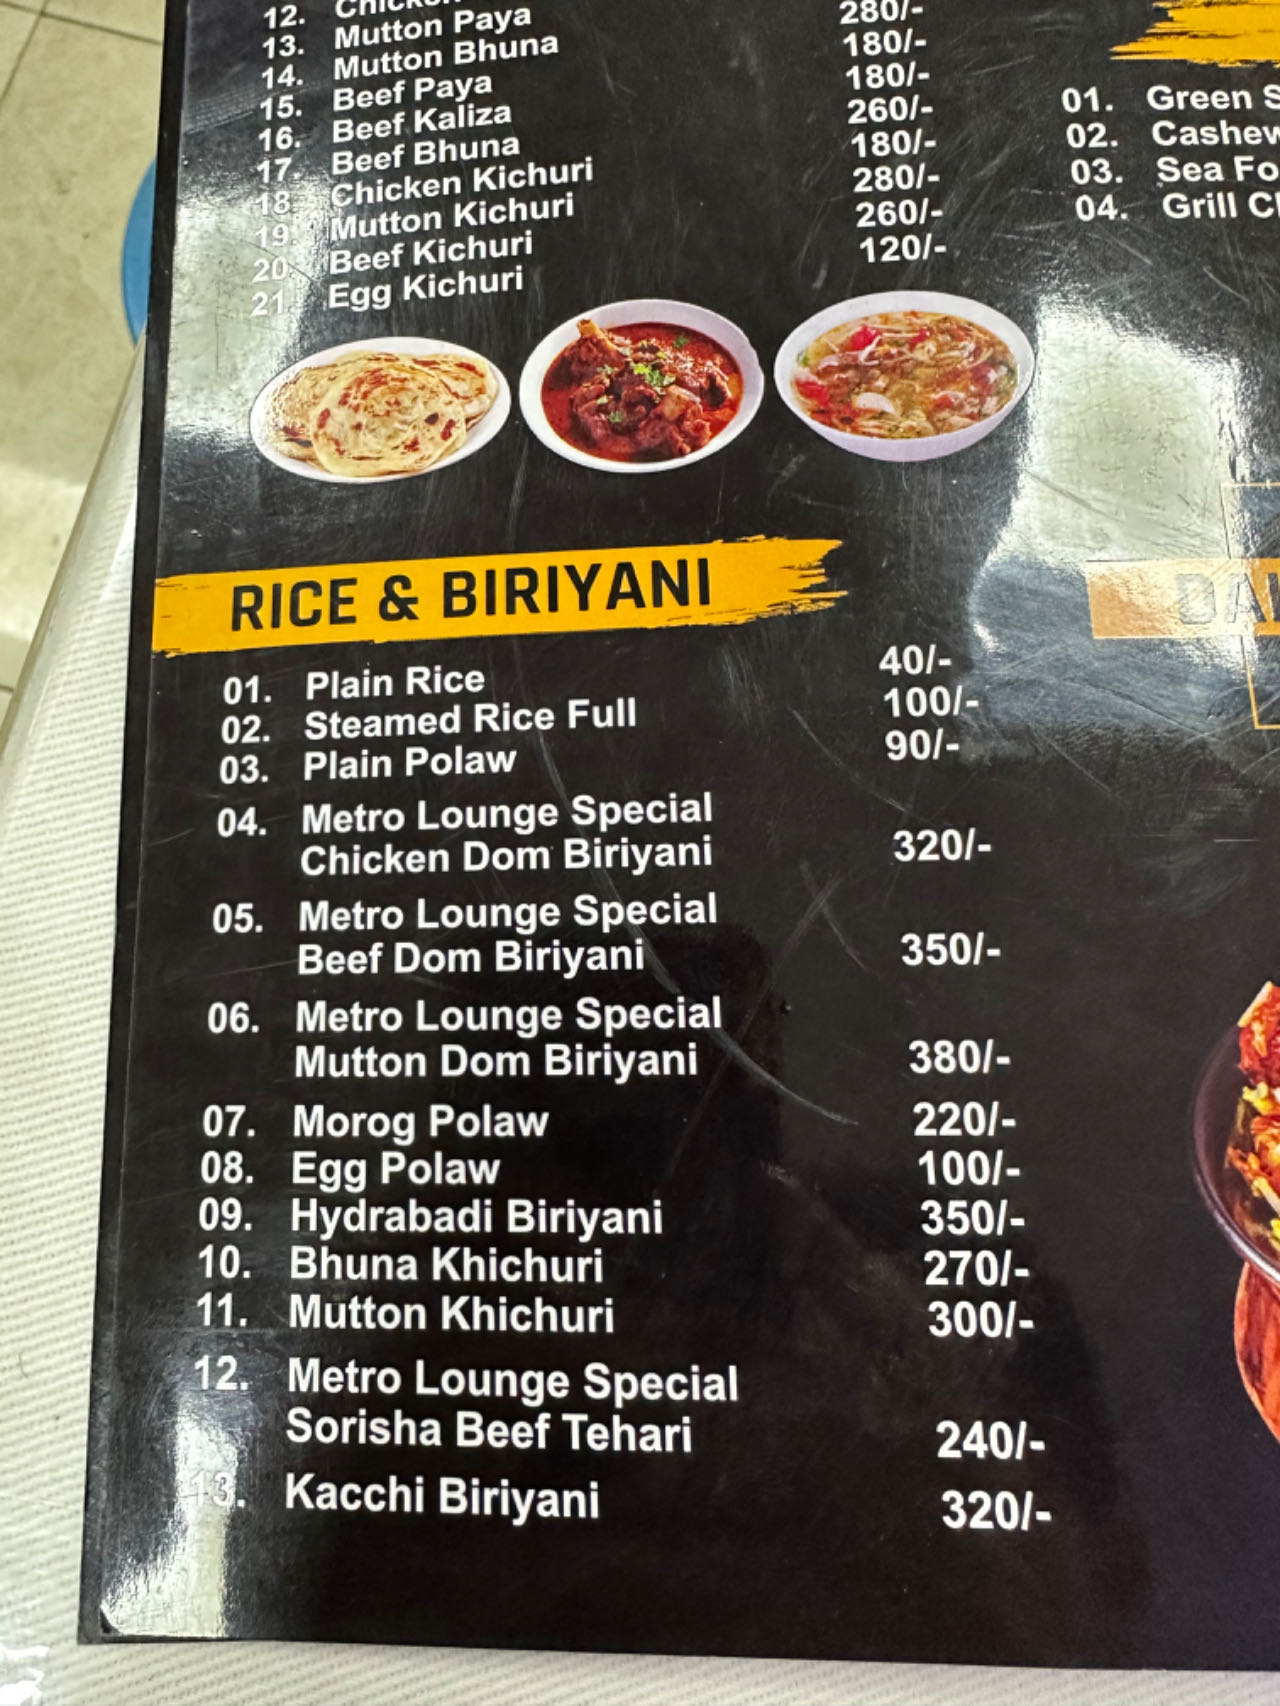 12.
13. Mutton Paya
14. Mutton Bhuna 280/-
15. Beef Paya 180/-
16. Beef Kaliza 180/-
17. Beef Bhuna 260/-
18. Chicken Kichuri 180/-
19. Mutton Kichuri 280/-
20. Beef Kichuri 260/-
21. Egg Kichuri 120/-
01. Green
02. Cashew
03. Sea
04. Grill
RICE & BIRIYANI
01. Plain Rice 40/-
02. Steamed Rice Full 100/-
03. Plain Polaw 90/-
04. Metro Lounge Special
Chicken Dom Biriyani 320/-
05. Metro Lounge Special
Beef Dom Biriyani 350/-
06. Metro Lounge Special
Mutton Dom Biriyani 380/-
07. Morog Polaw 220/-
08. Egg Polaw 100/-
09. Hydrabadi Biriyani 350/-
10. Bhuna Khichuri 270/-
11. Mutton Khichuri 300/-
12. Metro Lounge Special
Sorisha Beef Tehari 240/-
13. Kacchi Biriyani 320/-